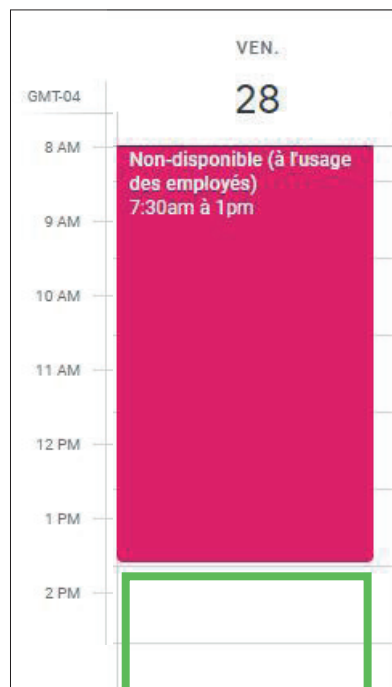 VEN.
GMT-04
28
8 AM
Non-disponible (à l'usage
des employés)
7:30am à 1pm
9 AM
10 AM
11 AM
12 PM
1 PM
2 PM